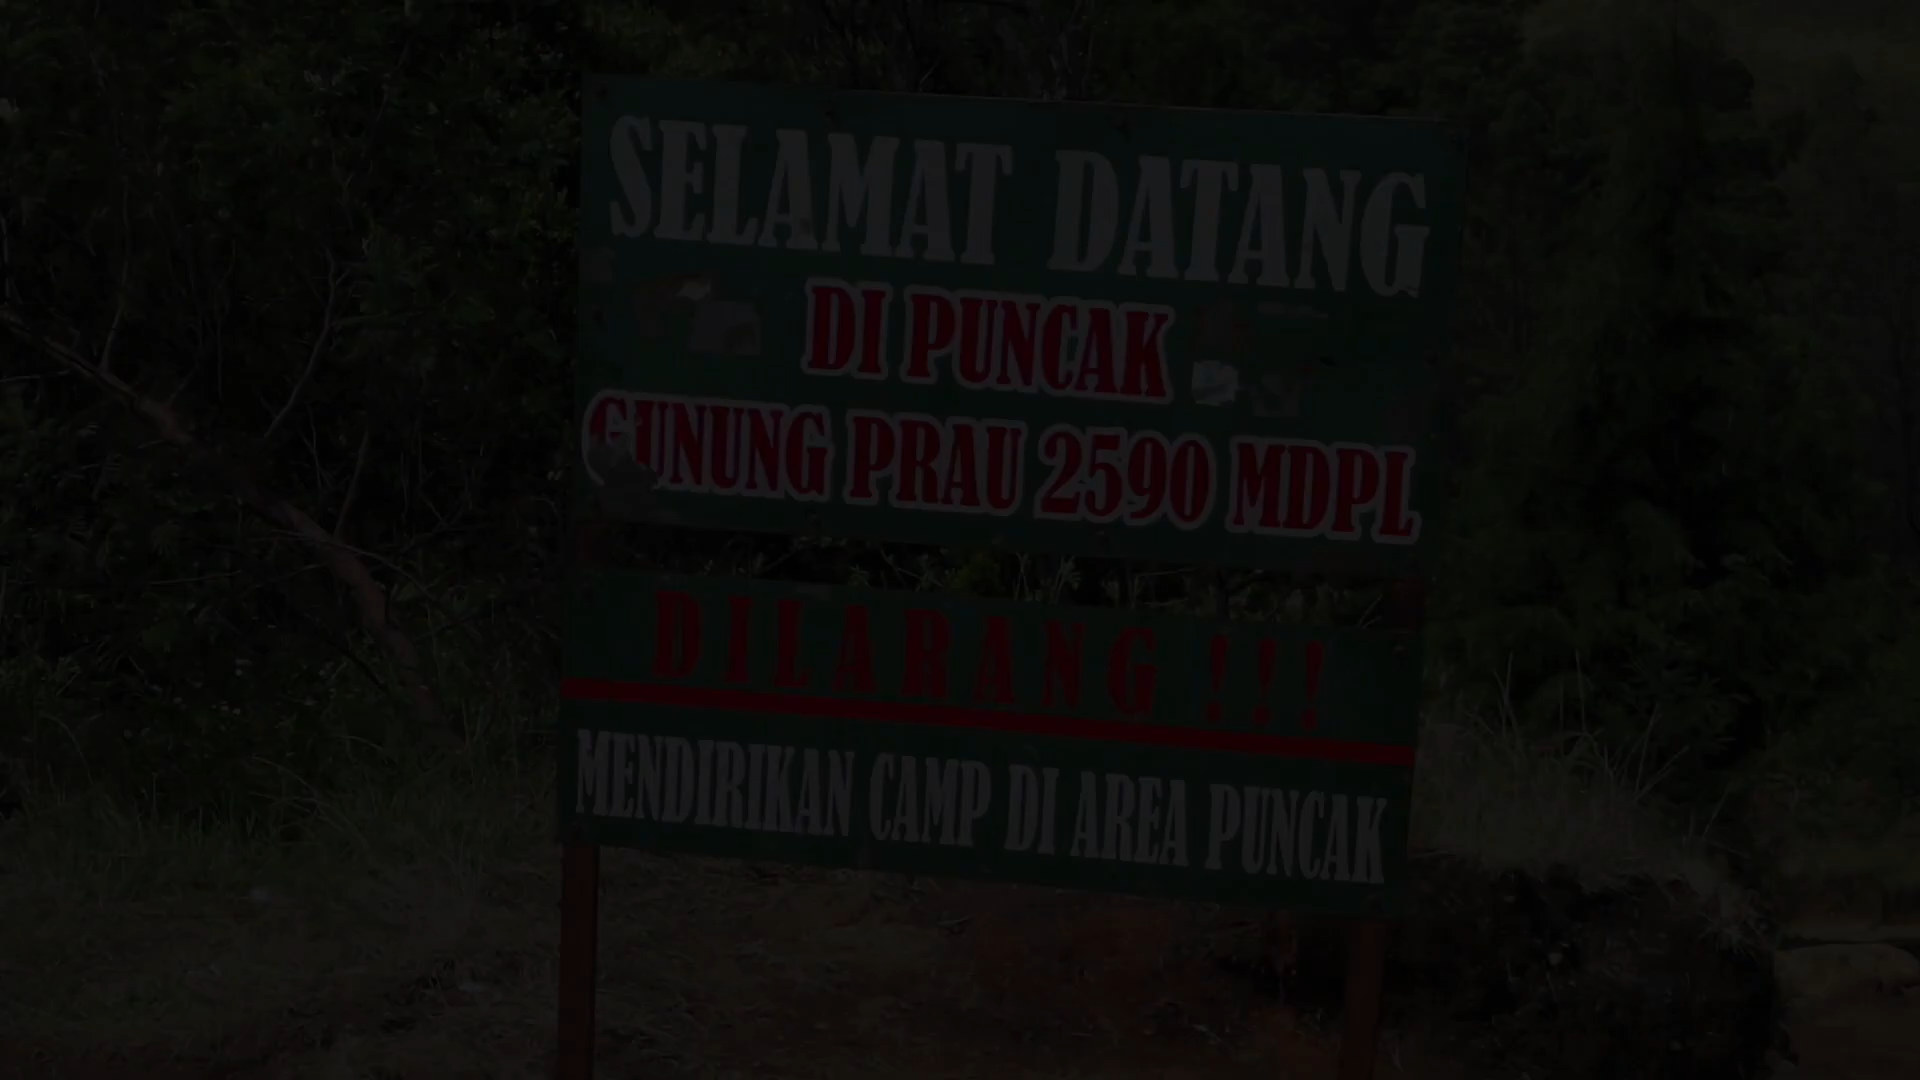 SELAMAT DATANG
DI PUNCAK
GUNUNG PRAU 2590 MDPL
DILARANG !!!
MENDIRIKAN CAMP DI AREA PUNCAK